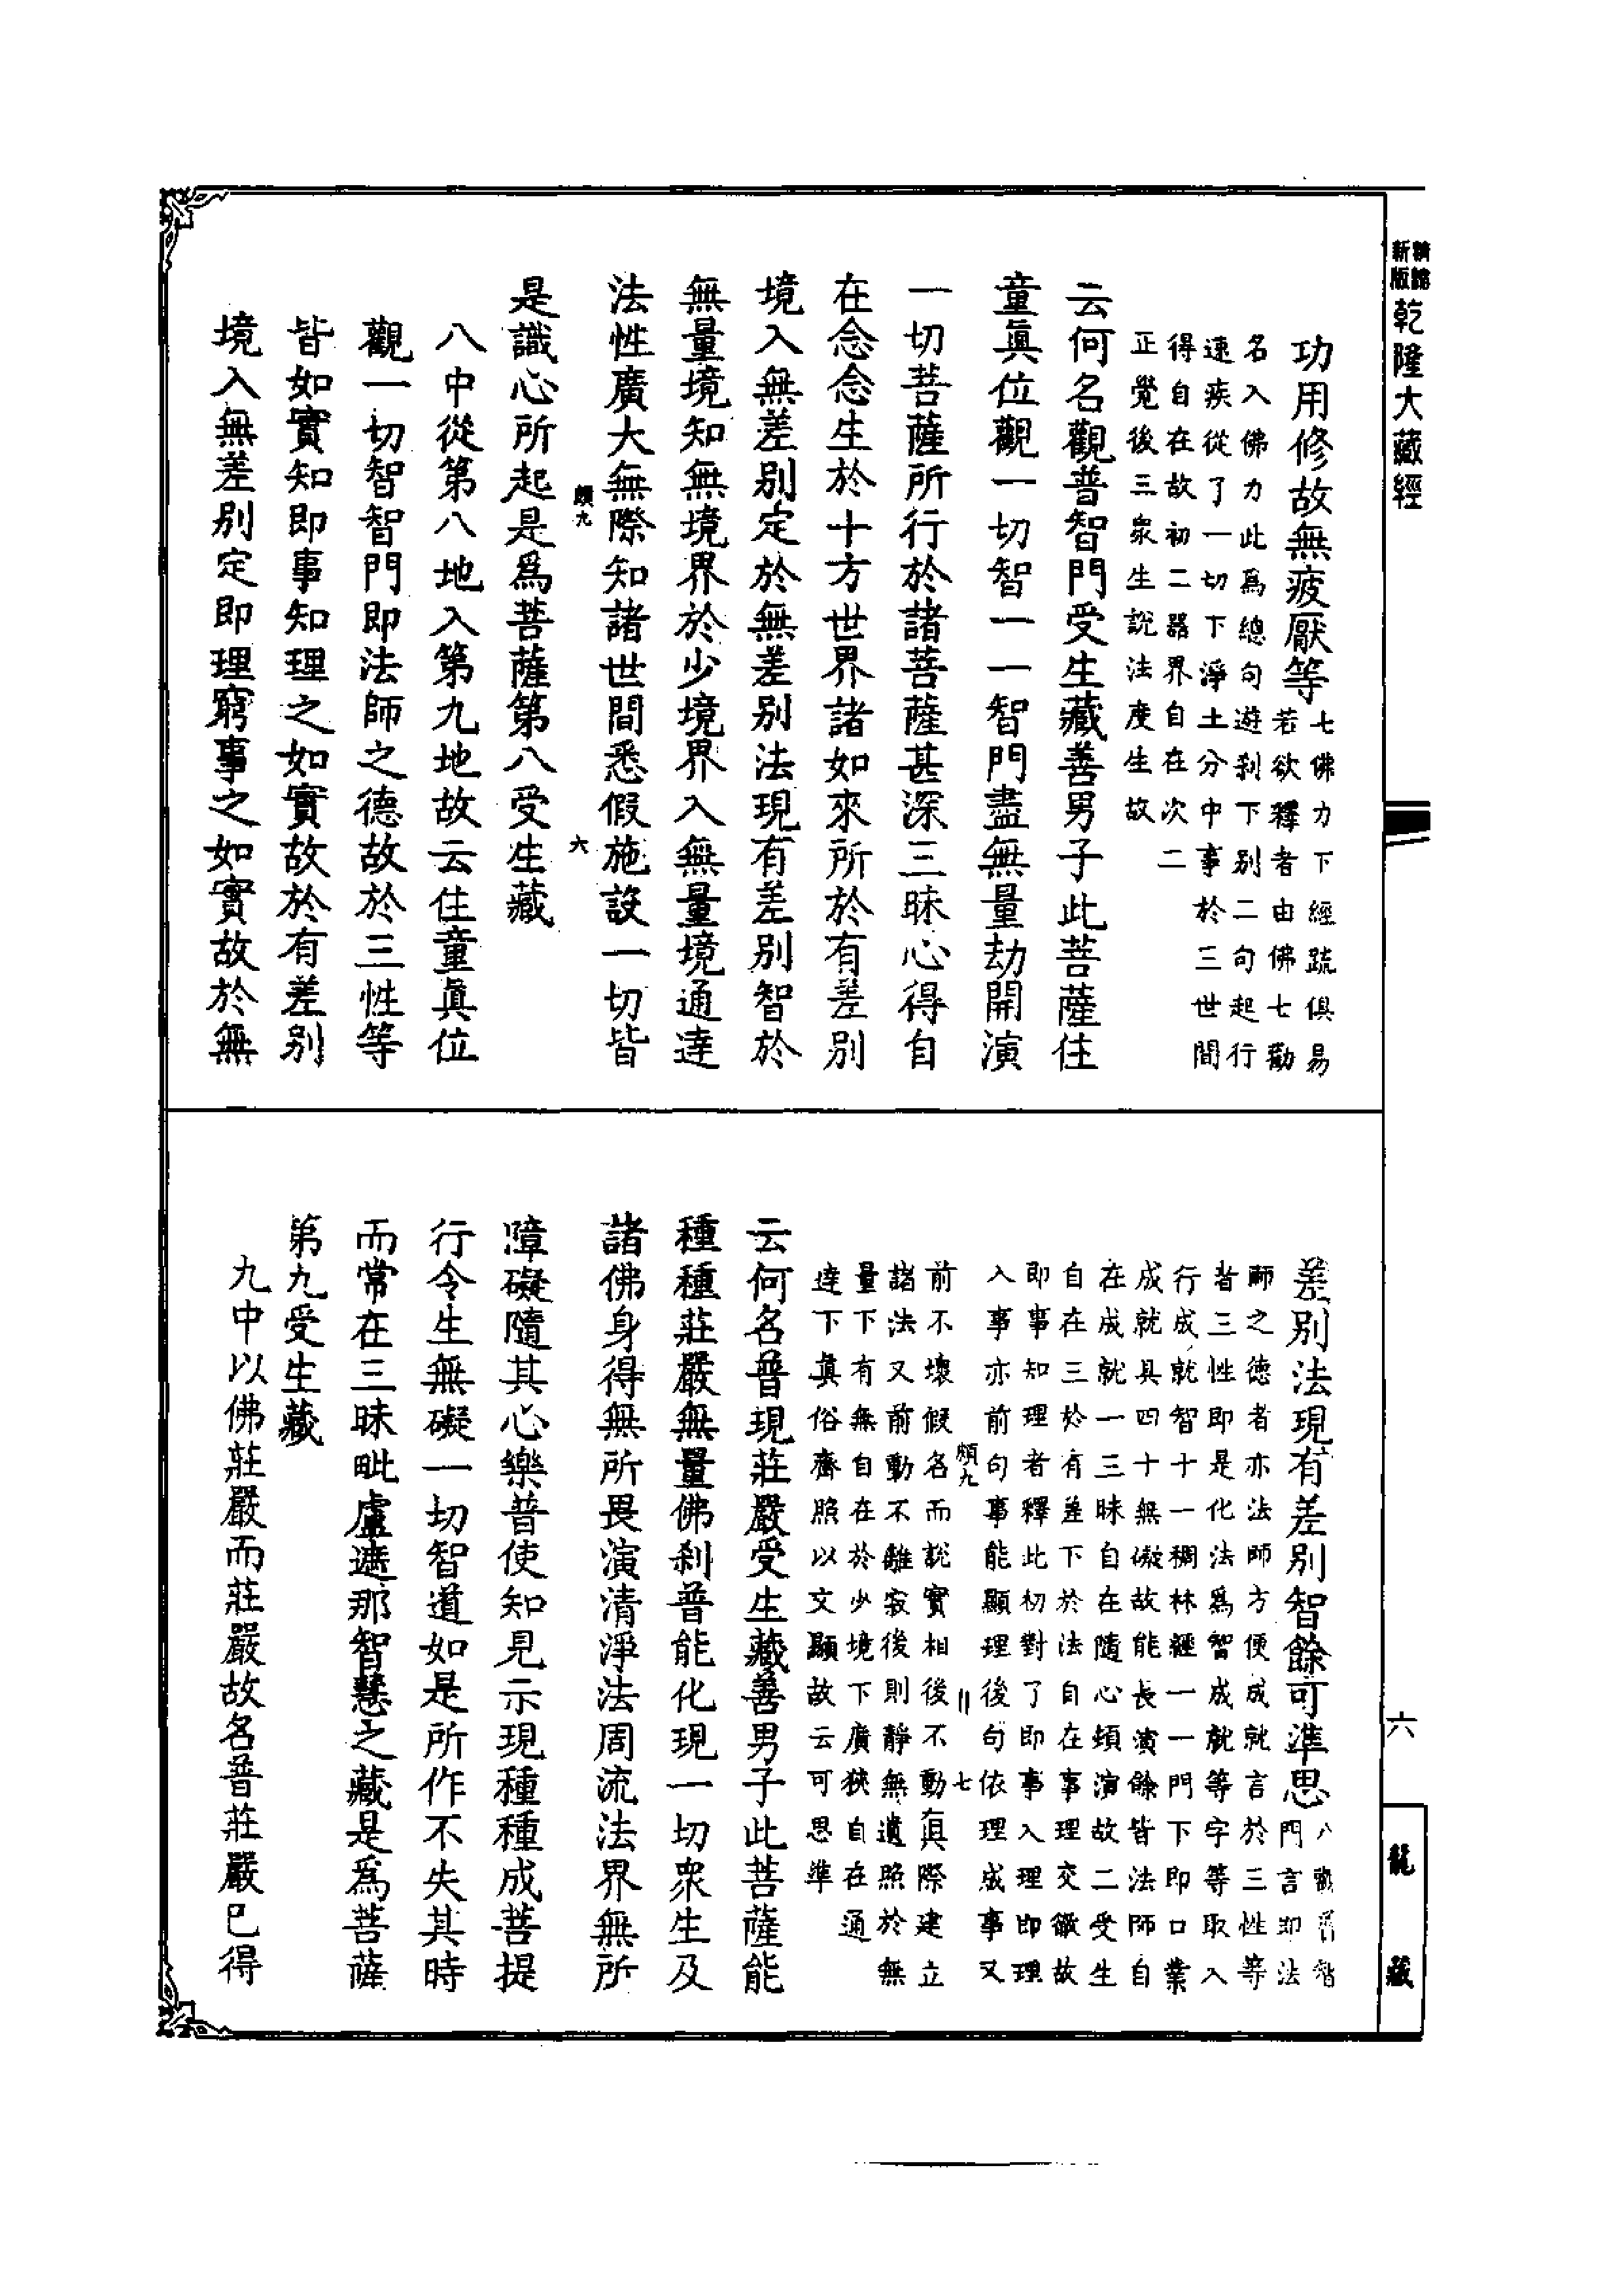 新版 精譜 乾隆大藏經
功用修故無疲厭等七佛力下經疏俱易
若欲釋者由佛七勸
名入佛力此爲總句遊刹下别二句起行
速疾從了一切下淨土分中事於三世間
得自在故初二器界自在次二
正覺後三衆生說法度生故
云何名觀普智門受生藏善男子此菩薩住
童眞位觀一切智一一智門盡無量劫開演
一切菩薩所行於諸菩薩甚深三昧心得自
在念念生於十方世界諸如來所於有差别
境入無差别定於無差别法現有差别智於
無量境知無境界於少境界入無量境通達
法性廣大無際知諸世間悉假施設一切皆
頗九 六
是識心所起是爲菩薩第八受生藏
八中從第八地入第九地故云住童眞位
觀一切智智門即法師之德故於三性等
皆如實知即事知理之如實故於有差别
境入無差别定即理窮事之如實故於無
差别法現有差别智餘可準思八觀普智
門言即法
師之德者亦法師方便成就言於三性等
者三性即是化法爲智成就等字等取入
行成就智十一稠林經一一門下即口業
成就具四十無礙故能長演餘皆法師自
在成就一三昧自在隨心頻演故二受生
自在三於有差下於法自在事理交徹故
即事知理者釋此初對了即事入理即理
入事亦前句事能顯理後句依理成事又
頗九 七
前不壞假名而說實相後不動眞際建立
諸法又前動不離寂後則靜無遺照於無
量下有無自在於少境下廣狹自在通
達下眞俗齊照以文顯故云可思準
云何名普現莊嚴受生藏善男子此菩薩能
種種莊嚴無量佛刹普能化現一切衆生及
諸佛身得無所畏演清淨法周流法界無所
障礙隨其心樂普使知見示現種種成菩提
行令生無礙一切智道如是所作不失其時
而常在三昧毗盧遮那智慧之藏是爲菩薩
第九受生藏
九中以佛莊嚴而莊嚴故名普莊嚴巳得
六
龍藏